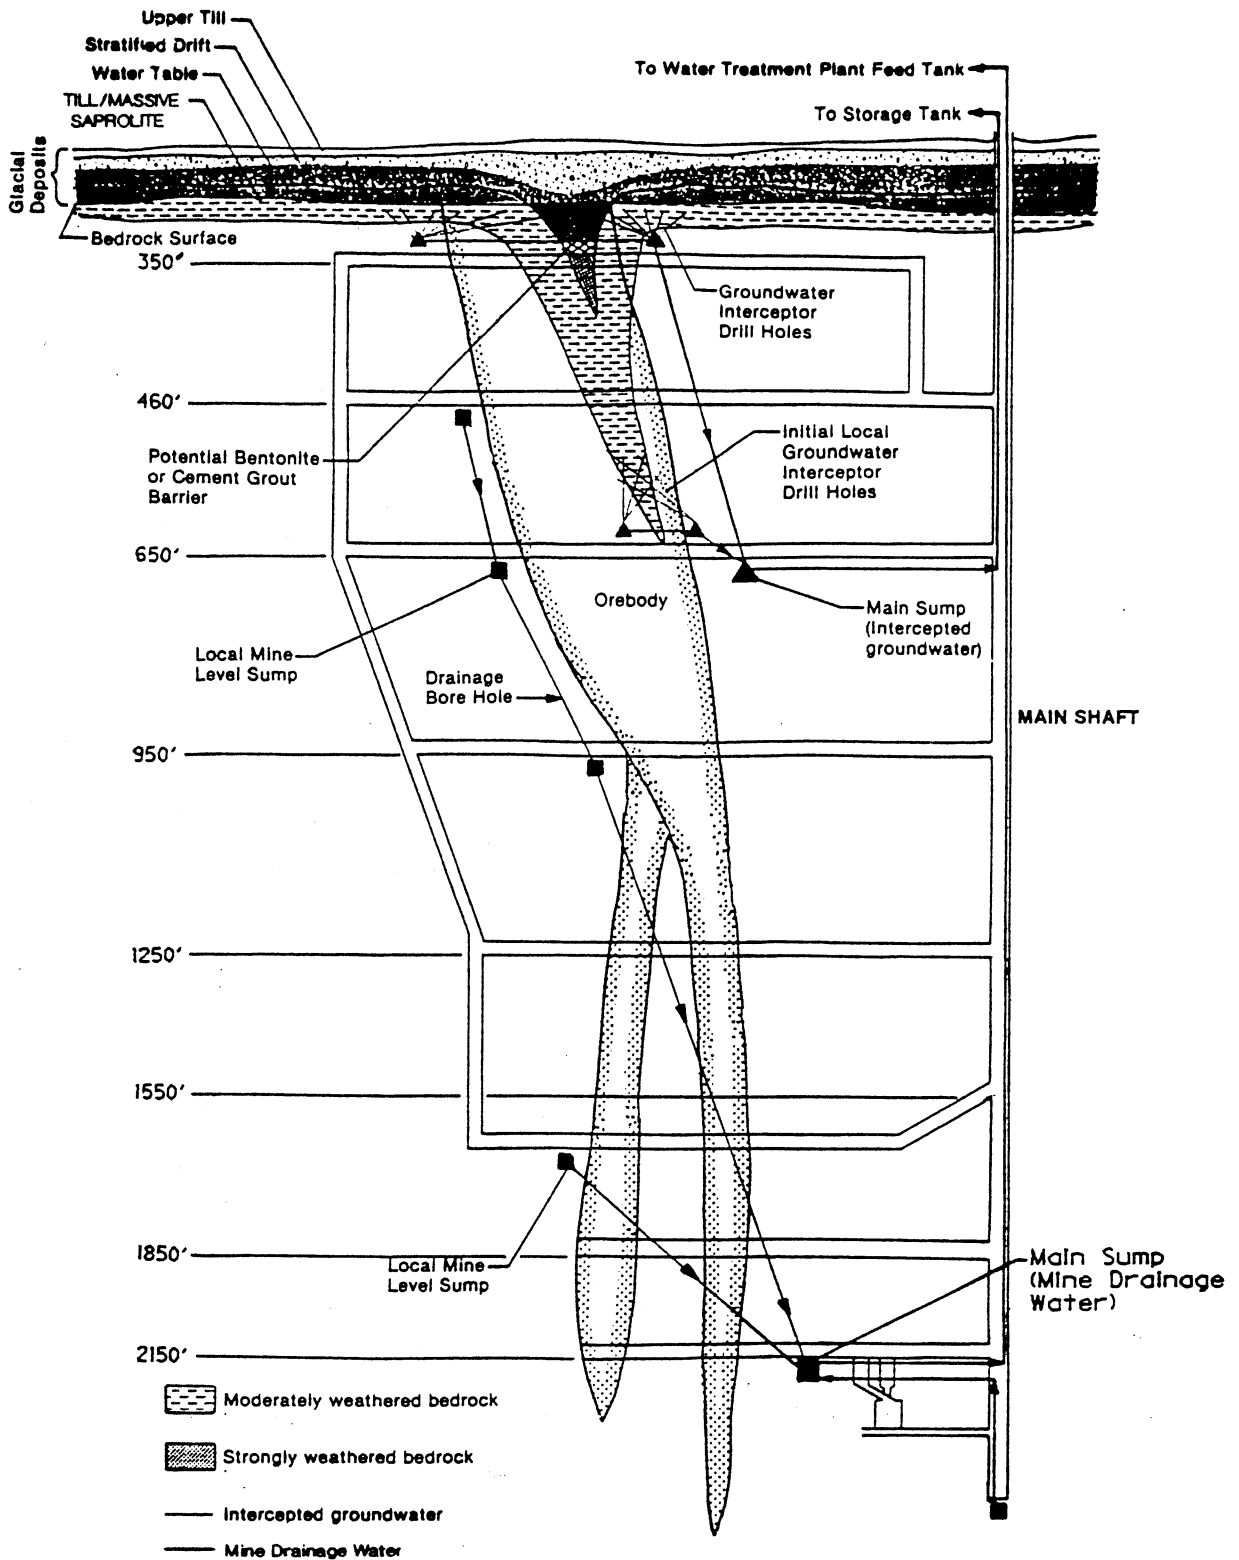 Upper Till
Stratified Drift
Water Table
TILL/MASSIVE
SAPROLITE
Glacial
Deposits
Bedrock Surface
To Water Treatment Plant Feed Tank
To Storage Tank
350'
Groundwater
Interceptor
Drill Holes
460'
Potential Bentonite
or Cement Grout
Barrier
Initial Local
Groundwater
Interceptor
Drill Holes
650'
Orebody
Main Sump
(Intercepted
groundwater)
Local Mine
Level Sump
Drainage
Bore Hole
MAIN SHAFT
950'
1250'
1550'
1850'
Local Mine
Level Sump
Main Sump
(Mine Drainage
Water)
2150'
Moderately weathered bedrock
Strongly weathered bedrock
Intercepted groundwater
Mine Drainage Water